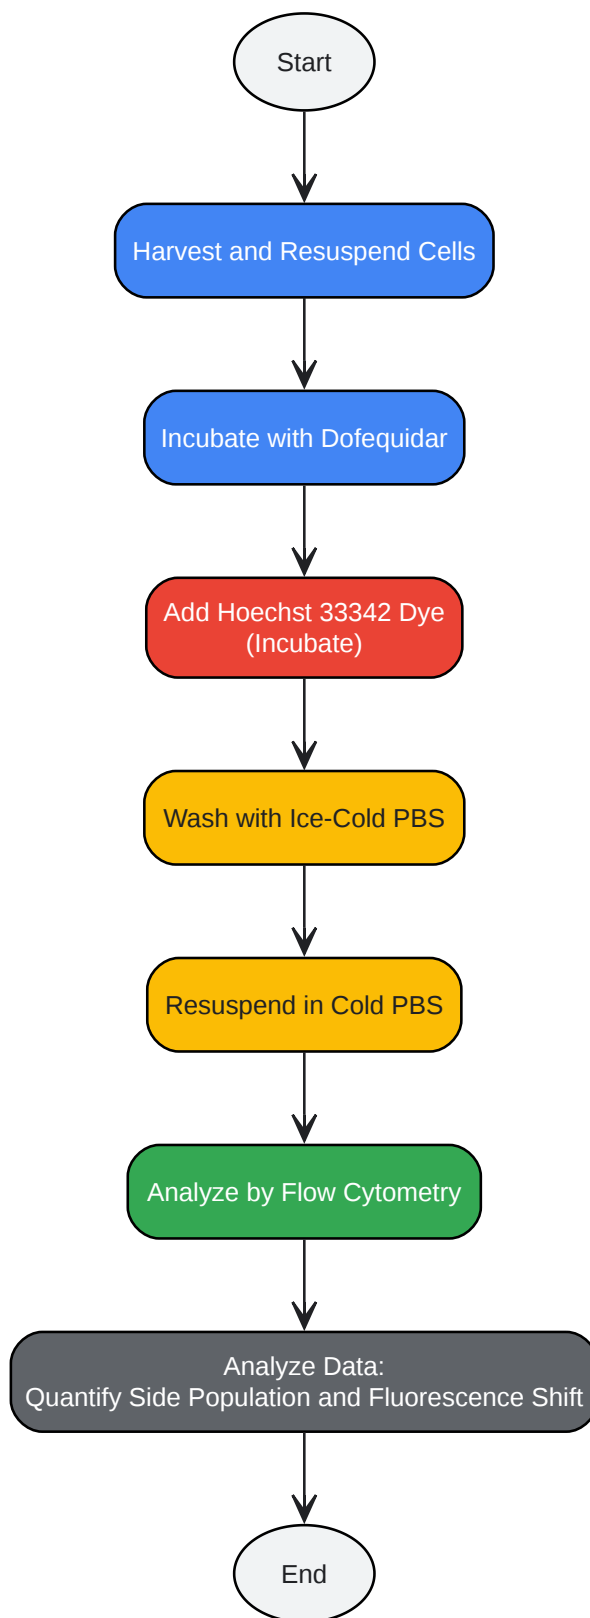 Start
Harvest and Resuspend Cells
Incubate with Dofequidar
Add Hoechst 33342 Dye
(Incubate)
Wash with Ice-Cold PBS
Resuspend in Cold PBS
Analyze by Flow Cytometry
Analyze Data:
Quantify Side Population and Fluorescence Shift
End